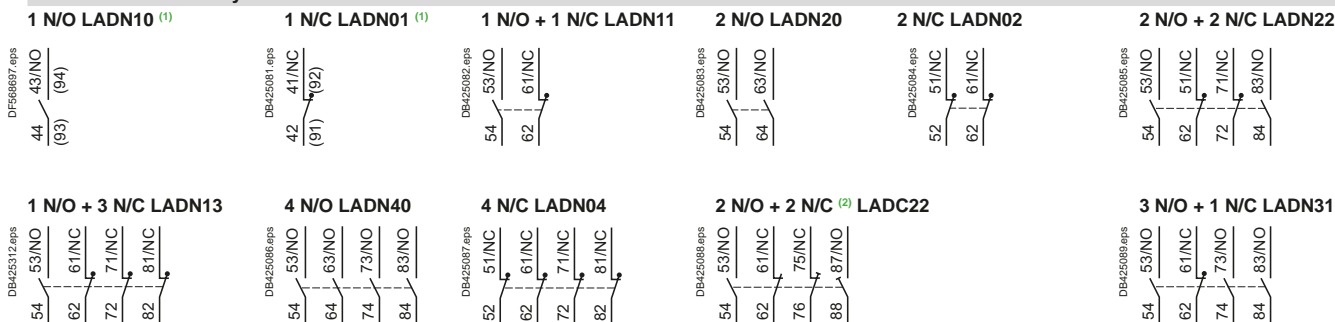 1 N/O LADN10 (1)
1 N/C LADN01 (1)
1 N/O + 1 N/C LADN11
2 N/O LADN20
2 N/C LADN02
2 N/O + 2 N/C LADN22
DF568697.eps
43/NO
(94)
44
(93)
DB425081.eps
41/NC
(92)
42
(91)
DB425082.eps
53/NO
61/NC
54
62
DB425083.eps
53/NO
63/NO
54
64
DB425084.eps
51/NC
61/NC
52
62
DB425085.eps
53/NO
51/NC
71/NC
83/NO
54
62
72
84
1 N/O + 3 N/C LADN13
4 N/O LADN40
4 N/C LADN04
2 N/O + 2 N/C (2) LADC22
3 N/O + 1 N/C LADN31
DB425312.eps
53/NO
61/NC
71/NC
81/NC
54
62
72
82
DB425086.eps
53/NO
63/NO
73/NO
83/NO
54
64
74
84
DB425087.eps
51/NC
61/NC
71/NC
81/NC
52
62
72
82
DB425088.eps
53/NO
61/NC
75/NC
87/NO
54
62
76
88
DB425089.eps
53/NO
61/NC
73/NO
83/NO
54
62
74
84